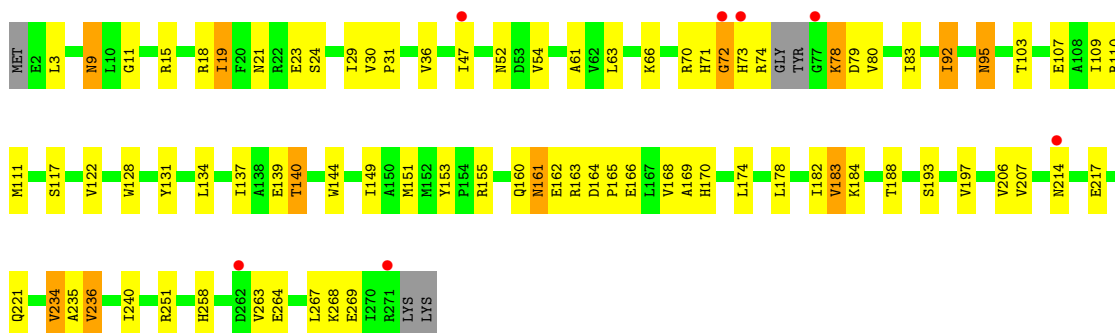 MET E2 L3 N9 L10 G11 R15 R18 I19 F20 N21 R22 E23 S24 I29 V30 P31 V36 I47 N52 D53 V54 A61 V62 L63 K66 R70 H71 G72 H73 R74 GLY TYR G77 K78 D79 V80 I83 I92 N95 T103 E107 A108 I109 R110
M111 S117 V122 W128 Y131 L134 I137 A138 E139 T140 W144 I149 A150 M151 M152 Y153 P154 R155 Q160 N161 E162 R163 D164 P165 E166 L167 V168 A169 H170 L174 L178 I182 V183 K184 T188 S193 V197 V206 V207 N214 E217
Q221 V234 A235 V236 I240 R251 H258 D262 V263 E264 L267 K268 E269 I270 R271 LYS LYS